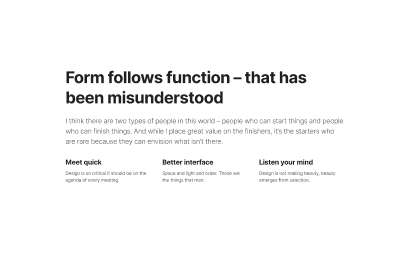 Form follows function – that has
been misunderstood
I think there are two types of people in this world – people who can start things and people
who can finish things. And while I place great value on the finishers, it's the starters who
are rare because they can envision what isn't there.
Meet quick
Design is so critical it should be on the
agenda of every meeting.
Better interface
Space and light and order. Those are
the things that men
Listen your mind
Design is not making beauty, beauty
emerges from selection.